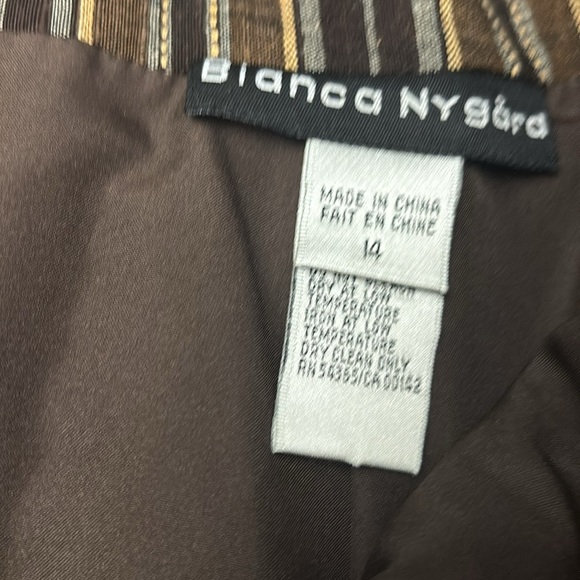 Bianca Nygård
MADE IN CHINA
FAIT EN CHINE
14
DRY AT LOW
TEMPERATURE
IRON AT LOW
TEMPERATURE
DRY CLEAN ONLY
RN 54365/CA 00142